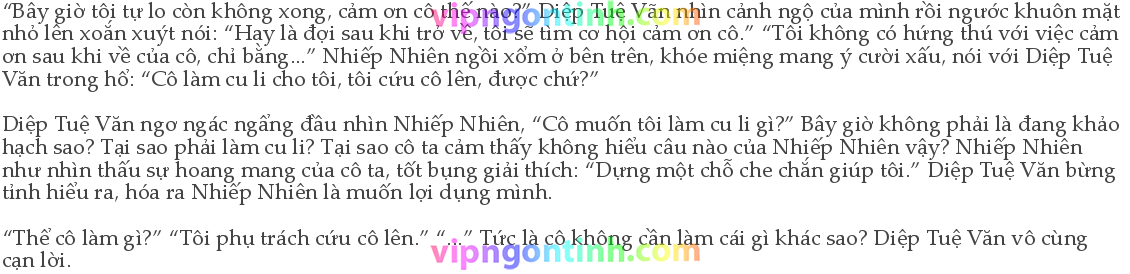 “Bây giờ tôi tự lo còn không xong, cảm ơn cô thế nào?” Diệp Tuệ Văn nhìn cảnh ngộ của mình rồi ngước khuôn mặt
nhỏ lên xoắn xuýt nói: “Hay là đợi sau khi trở về, tôi sẽ tìm cơ hội cảm ơn cô.” “Tôi không có hứng thú với việc cảm
ơn sau khi về của cô, chỉ bằng...” Nhiếp Nhiên ngồi xổm ở bên trên, khóe miệng mang ý cười xấu, nói với Diệp Tuệ
Văn trong hổ: “Cô làm cu li cho tôi, tôi cứu cô lên, được chứ?”
Diệp Tuệ Văn ngơ ngác ngẩng đầu nhìn Nhiếp Nhiên, “Cô muốn tôi làm cu li gì?” Bây giờ không phải là đang khảo
hạch sao? Tại sao phải làm cu li? Tại sao cô ta cảm thấy không hiểu câu nào của Nhiếp Nhiên vậy? Nhiếp Nhiên
như nhìn thấu sự hoang mang của cô ta, tốt bụng giải thích: “Dựng một chỗ che chắn giúp tôi.” Diệp Tuệ Văn bừng
tỉnh hiểu ra, hóa ra Nhiếp Nhiên là muốn lợi dụng mình.
“Thể cô làm gì?” “Tôi phụ trách cứu cô lên.” “...” Tức là cô không cần làm cái gì khác sao? Diệp Tuệ Văn vô cùng
cạn lời.
vipngontinh.com
vipngontinh.com
vipngontinh.com